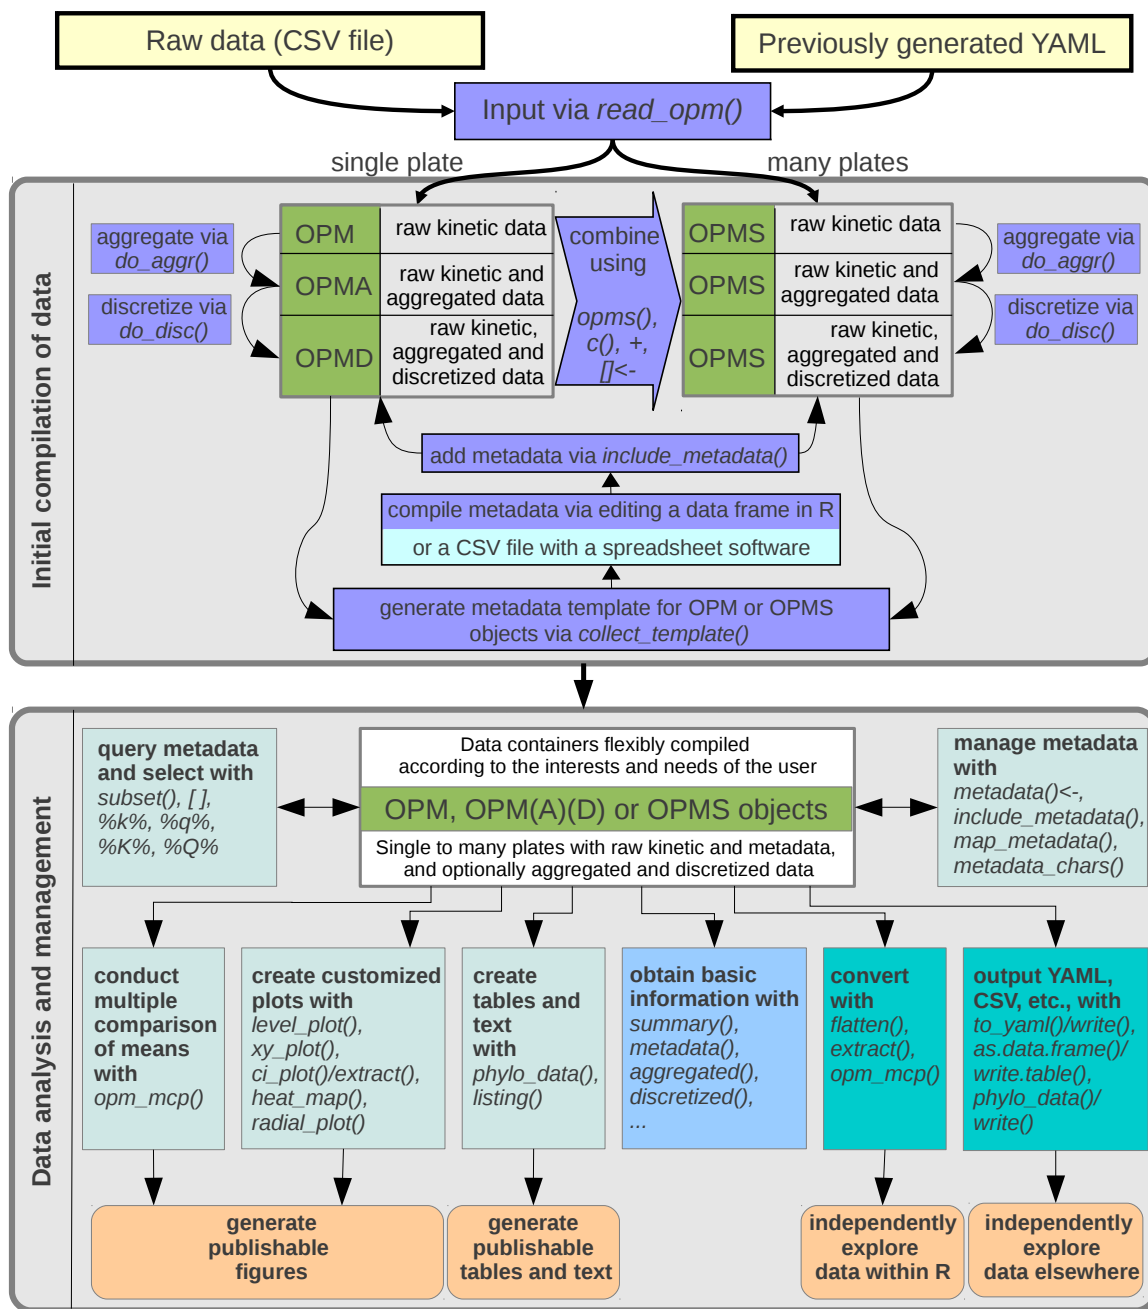 Raw data (CSV file)
Previously generated YAML
Input via read_opm()
single plate
many plates
Initial compilation of data
aggregate via
do_aggr()
discretize via
do_disc()
OPM
raw kinetic data
OPMA
raw kinetic and
aggregated data
OPMD
raw kinetic,
aggregated and
discretized data
combine
using
opms(),
c(), +,
[]<-
OPMS
raw kinetic data
OPMS
raw kinetic and
aggregated data
OPMS
raw kinetic,
aggregated and
discretized data
aggregate via
do_aggr()
discretize via
do_disc()
add metadata via include_metadata()
compile metadata via editing a data frame in R
or a CSV file with a spreadsheet software
generate metadata template for OPM or OPMS
objects via collect_template()
Data analysis and management
query metadata
and select with
subset(), [ ],
%k%, %q%,
%K%, %Q%
Data containers flexibly compiled
according to the interests and needs of the user
OPM, OPM(A)(D) or OPMS objects
Single to many plates with raw kinetic and metadata,
and optionally aggregated and discretized data
manage metadata
with
metadata()<-,
include_metadata(),
map_metadata(),
metadata_chars()
conduct
multiple
comparison
of means
with
opm_mcp()
create customized
plots with
level_plot(),
xy_plot(),
ci_plot()/extract(),
heat_map(),
radial_plot()
create
tables and
text
with
phylo_data(),
listing()
obtain basic
information with
summary(),
metadata(),
aggregated(),
discretized(),
...
convert
with
flatten(),
extract(),
opm_mcp()
output YAML,
CSV, etc., with
to_yaml()/write(),
as.data.frame()/
write.table(),
phylo_data()/
write()
generate
publishable
figures
generate
publishable
tables and text
independently
explore
data within R
independently
explore
data elsewhere